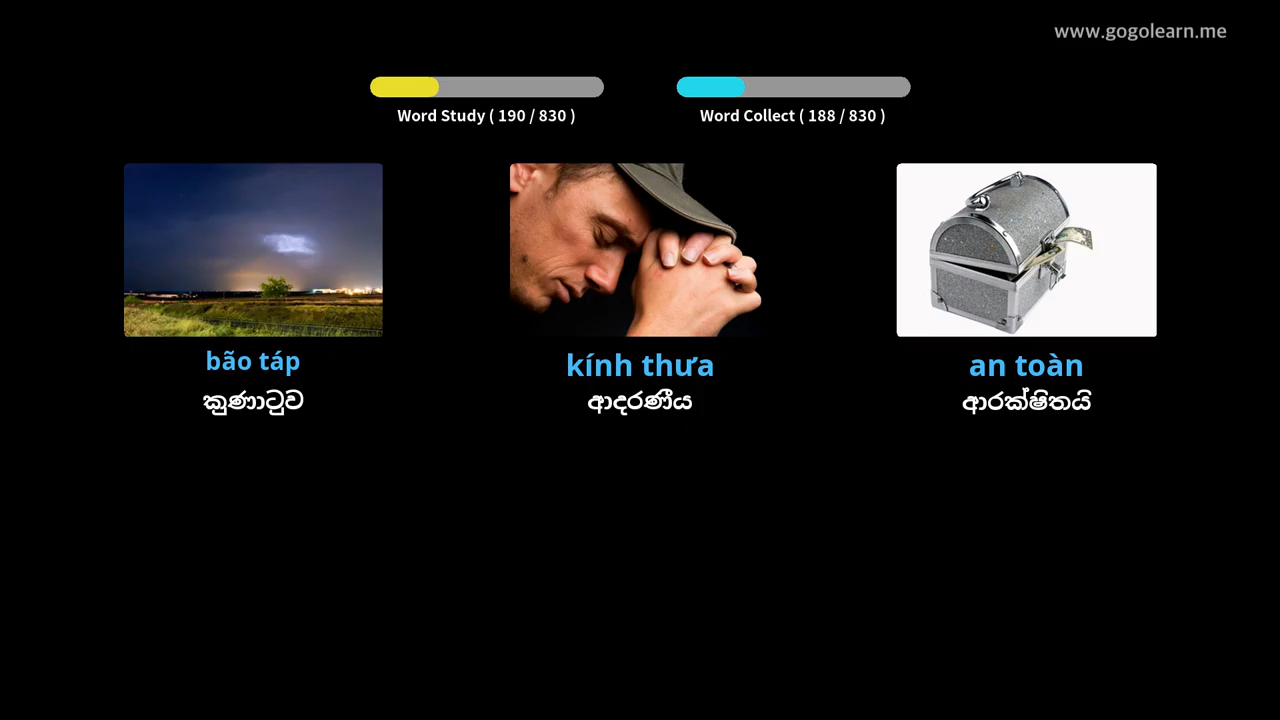 www.gogolearn.me
Word Study ( 190 / 830 )
Word Collect ( 188 / 830 )
bão táp
kính thưa
an toàn
කුණාටුව
ආදරණීය
ආරක්ෂිතයි